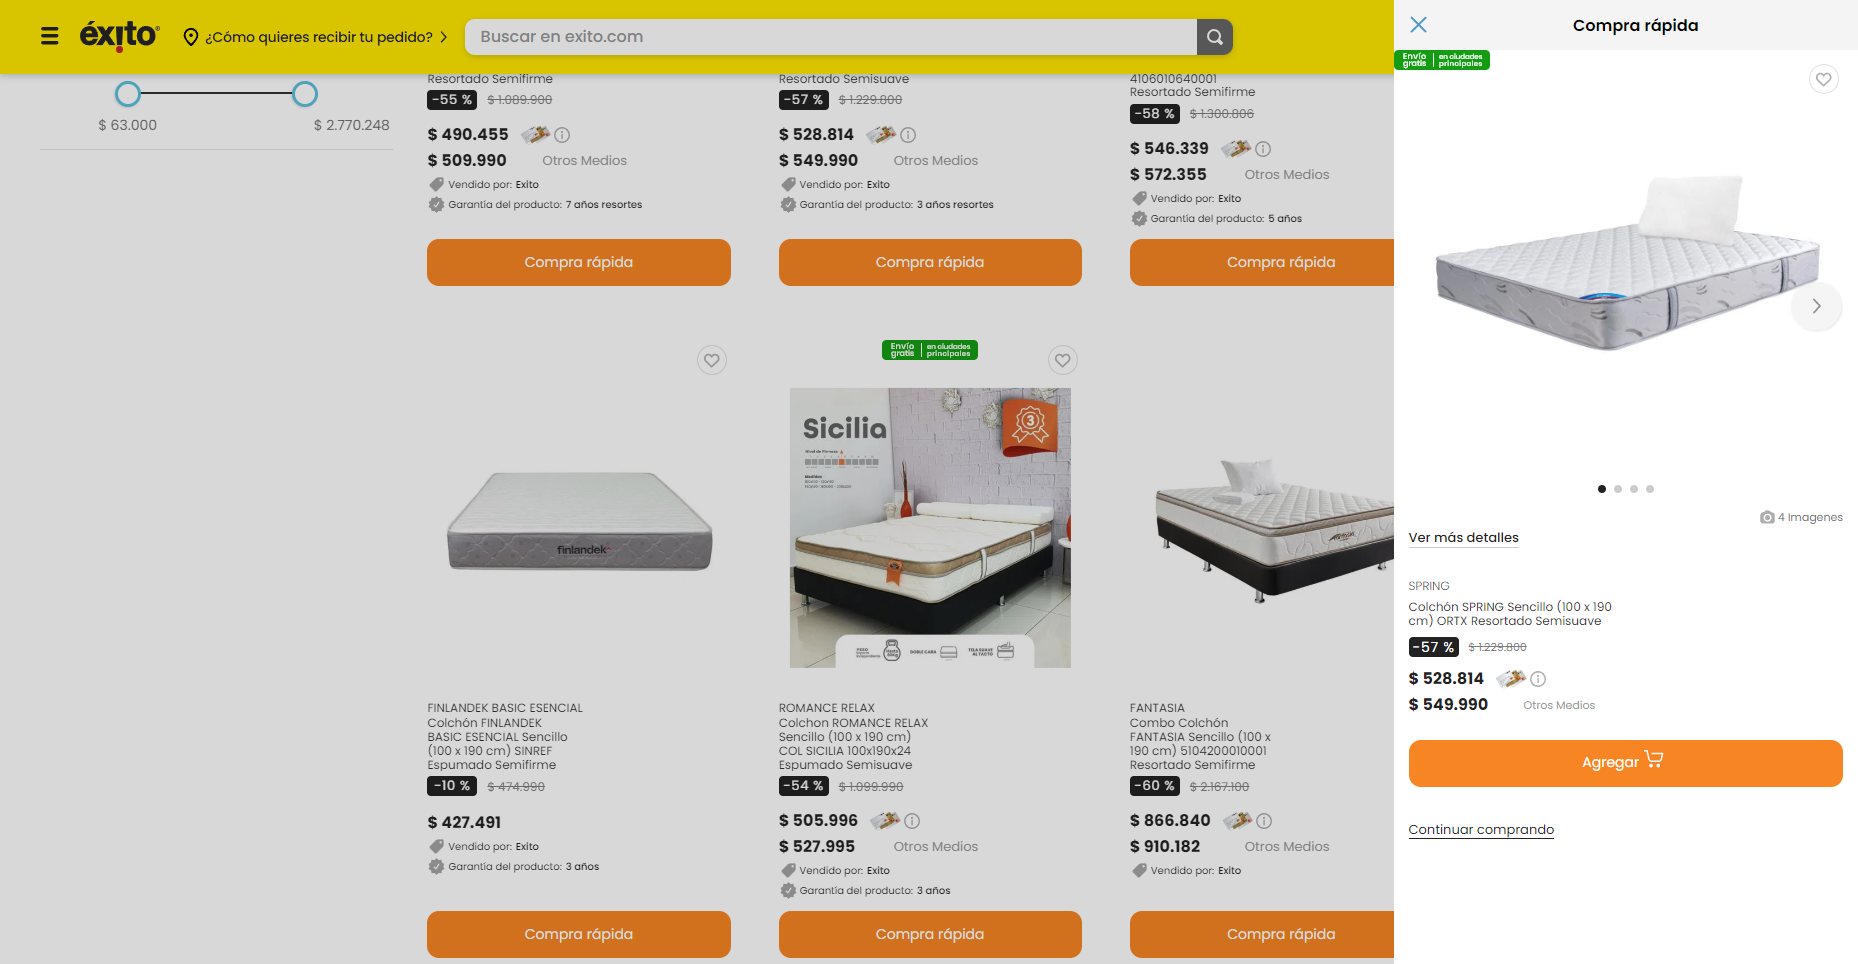 éxito
¿Cómo quieres recibir tu pedido?
Buscar en exito.com
$ 63.000
$ 2.770.248
Resortado Semifirme
-55 %
$ 1.089.900
$ 490.455
$ 509.990
Otros Medios
Vendido por: Exito
Garantía del producto: 7 años resortes
Compra rápida
Resortado Semisuave
-57 %
$ 1.229.800
$ 528.814
$ 549.990
Otros Medios
Vendido por: Exito
Garantía del producto: 3 años resortes
Compra rápida
4106010640001
Resortado Semifirme
-58 %
$ 1.300.806
$ 546.339
$ 572.355
Otros Medios
Vendido por: Exito
Garantía del producto: 5 años
Compra rápida
finlandek
FINLANDEK BASIC ESENCIAL
Colchón FINLANDEK
BASIC ESENCIAL Sencillo
(100 x 190 cm) SINREF
Espumado Semifirme
-10 %
$ 474.990
$ 427.491
Vendido por: Exito
Garantía del producto: 3 años
Compra rápida
Envío gratis
en ciudades principales
Sicilia
3
Nivel de Firmeza
Medidas
DOBLE CARA
TELA SUAVE
AL TACTO
ROMANCE RELAX
Colchon ROMANCE RELAX
Sencillo (100 x 190 cm)
COL SICILIA 100x190x24
Espumado Semisuave
-54 %
$ 1.099.990
$ 505.996
$ 527.995
Otros Medios
Vendido por: Exito
Garantía del producto: 3 años
Compra rápida
FANTASIA
Combo Colchón
FANTASIA Sencillo (100 x
190 cm) 5104200010001
Resortado Semifirme
-60 %
$ 2.167.100
$ 866.840
$ 910.182
Otros Medios
Vendido por: Exito
Compra rápida
Compra rápida
Envío gratis
en ciudades principales
4 Imagenes
Ver más detalles
SPRING
Colchón SPRING Sencillo (100 x 190
cm) ORTX Resortado Semisuave
-57 %
$ 1.229.800
$ 528.814
$ 549.990
Otros Medios
Agregar
Continuar comprando